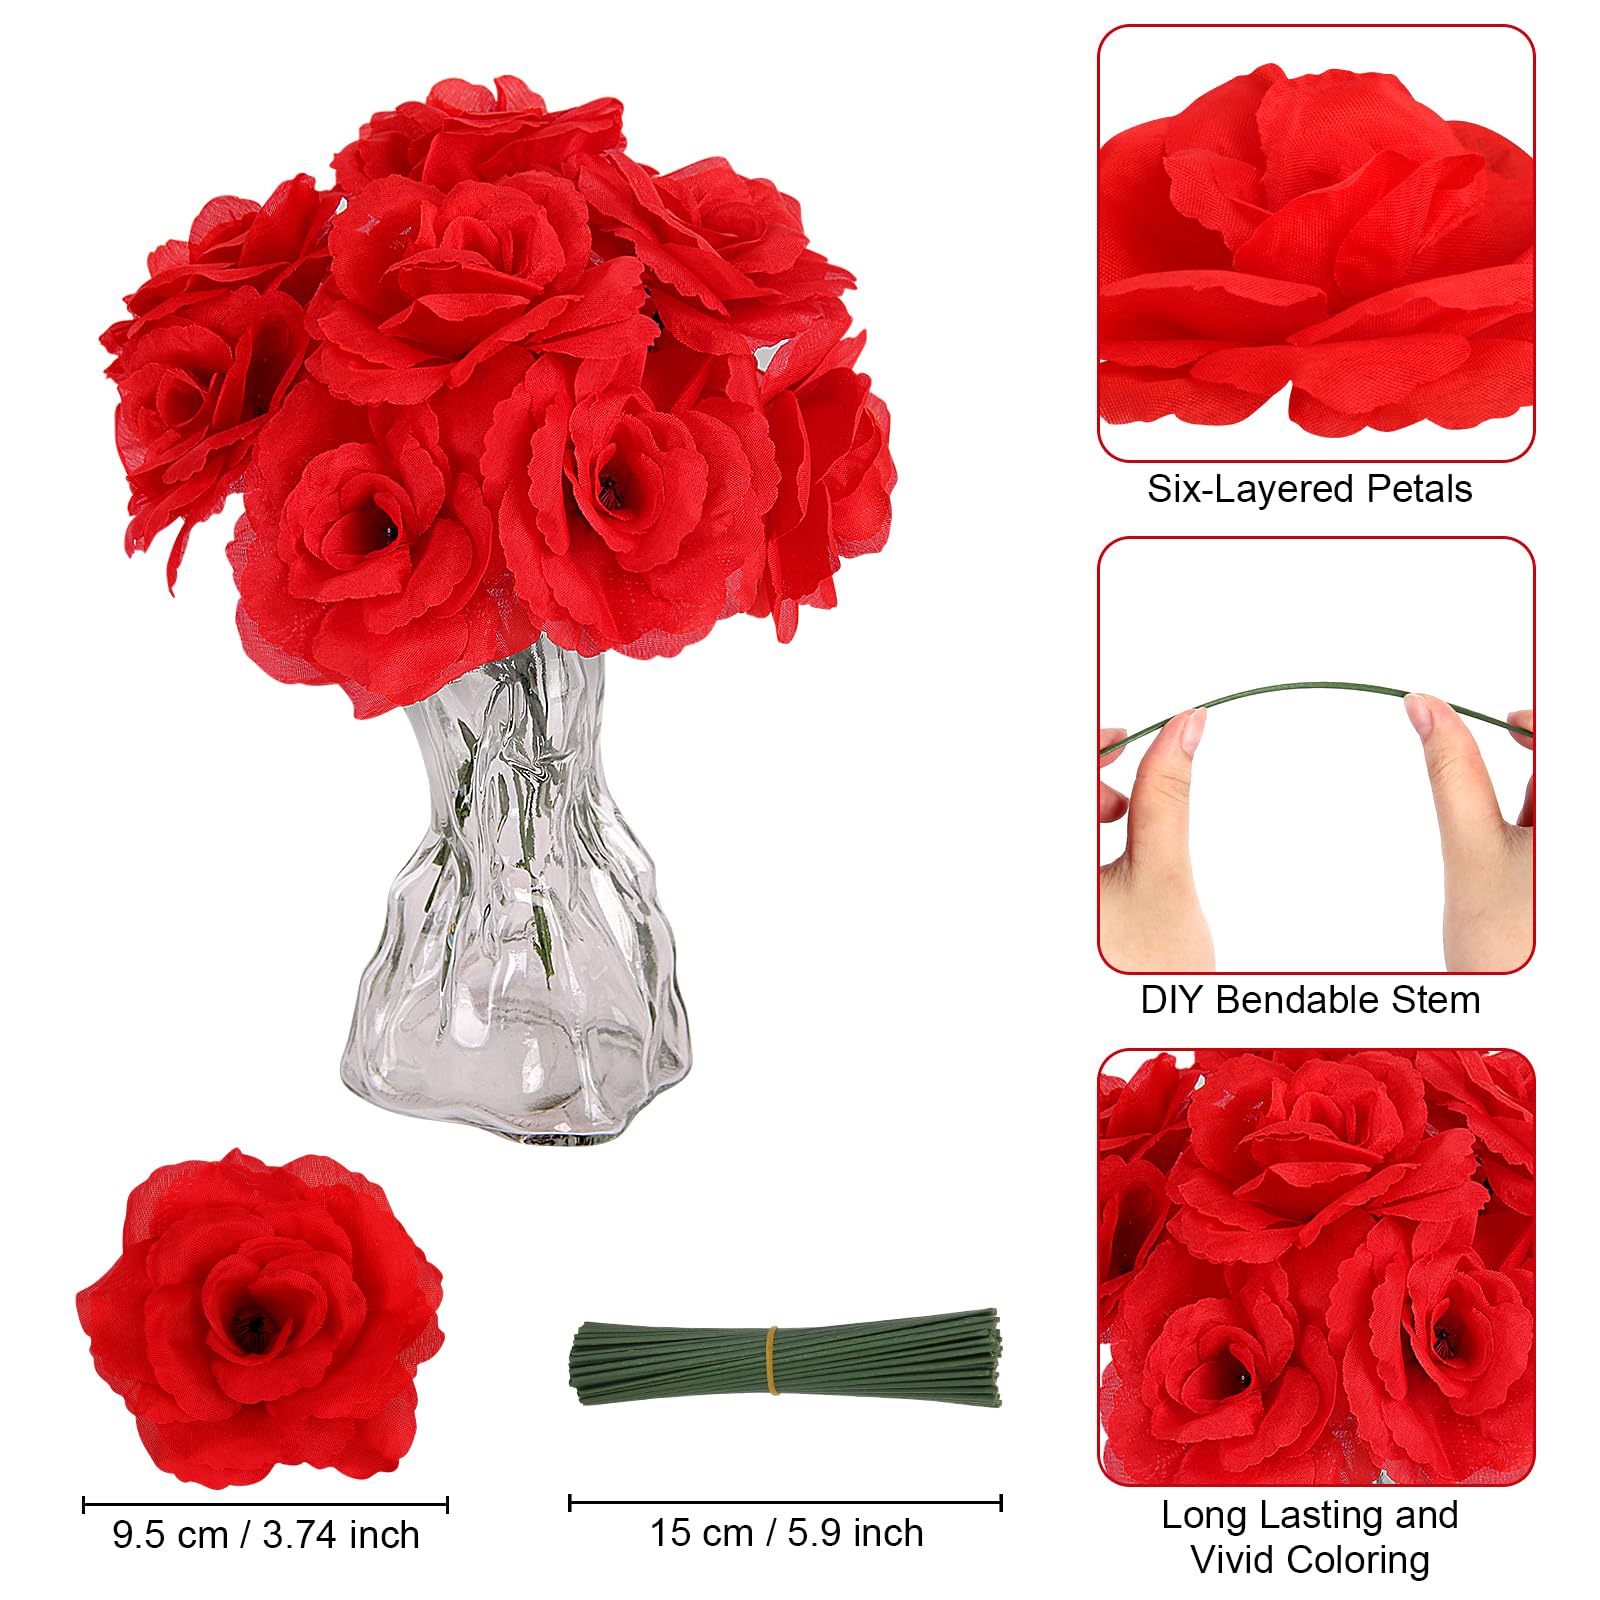 Six-Layered Petals
DIY Bendable Stem
Long Lasting and
Vivid Coloring
9.5 cm / 3.74 inch
15 cm / 5.9 inch